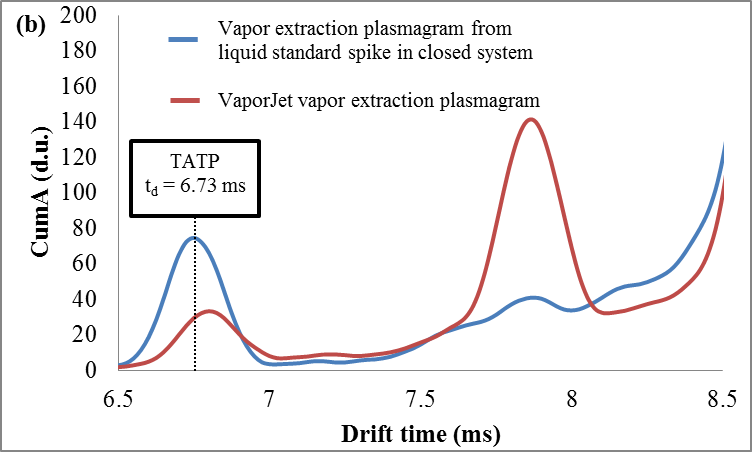 (b)
200
180
160
140
120
100
80
60
40
20
0
CumA (d.u.)
Vapor extraction plasmagram from
liquid standard spike in closed system
VaporJet vapor extraction plasmagram
TATP
td = 6.73 ms
6.5 7 7.5 8 8.5
Drift time (ms)